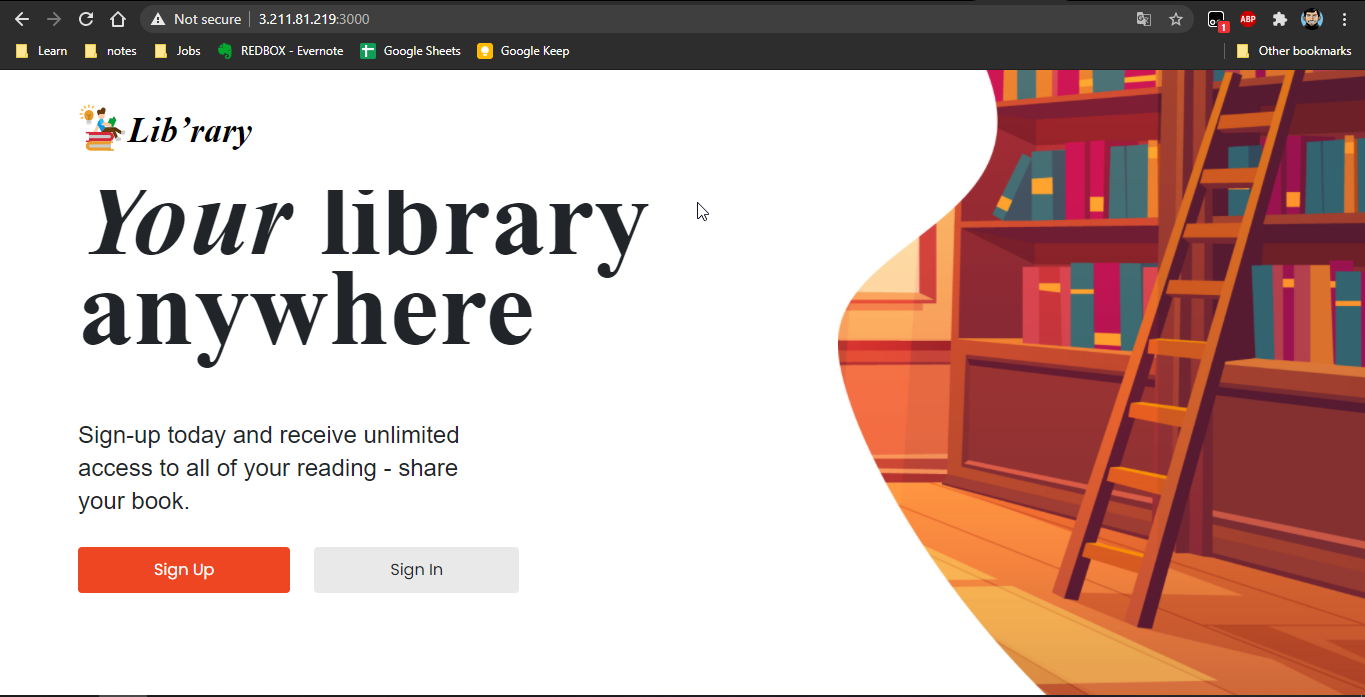 Not secure 3.211.81.219:3000
ABP
1
Learn notes Jobs REDBOX - Evernote Google Sheets Google Keep Other bookmarks
Lib’rary
Your library
anywhere
Sign-up today and receive unlimited
access to all of your reading - share
your book.
Sign Up Sign In